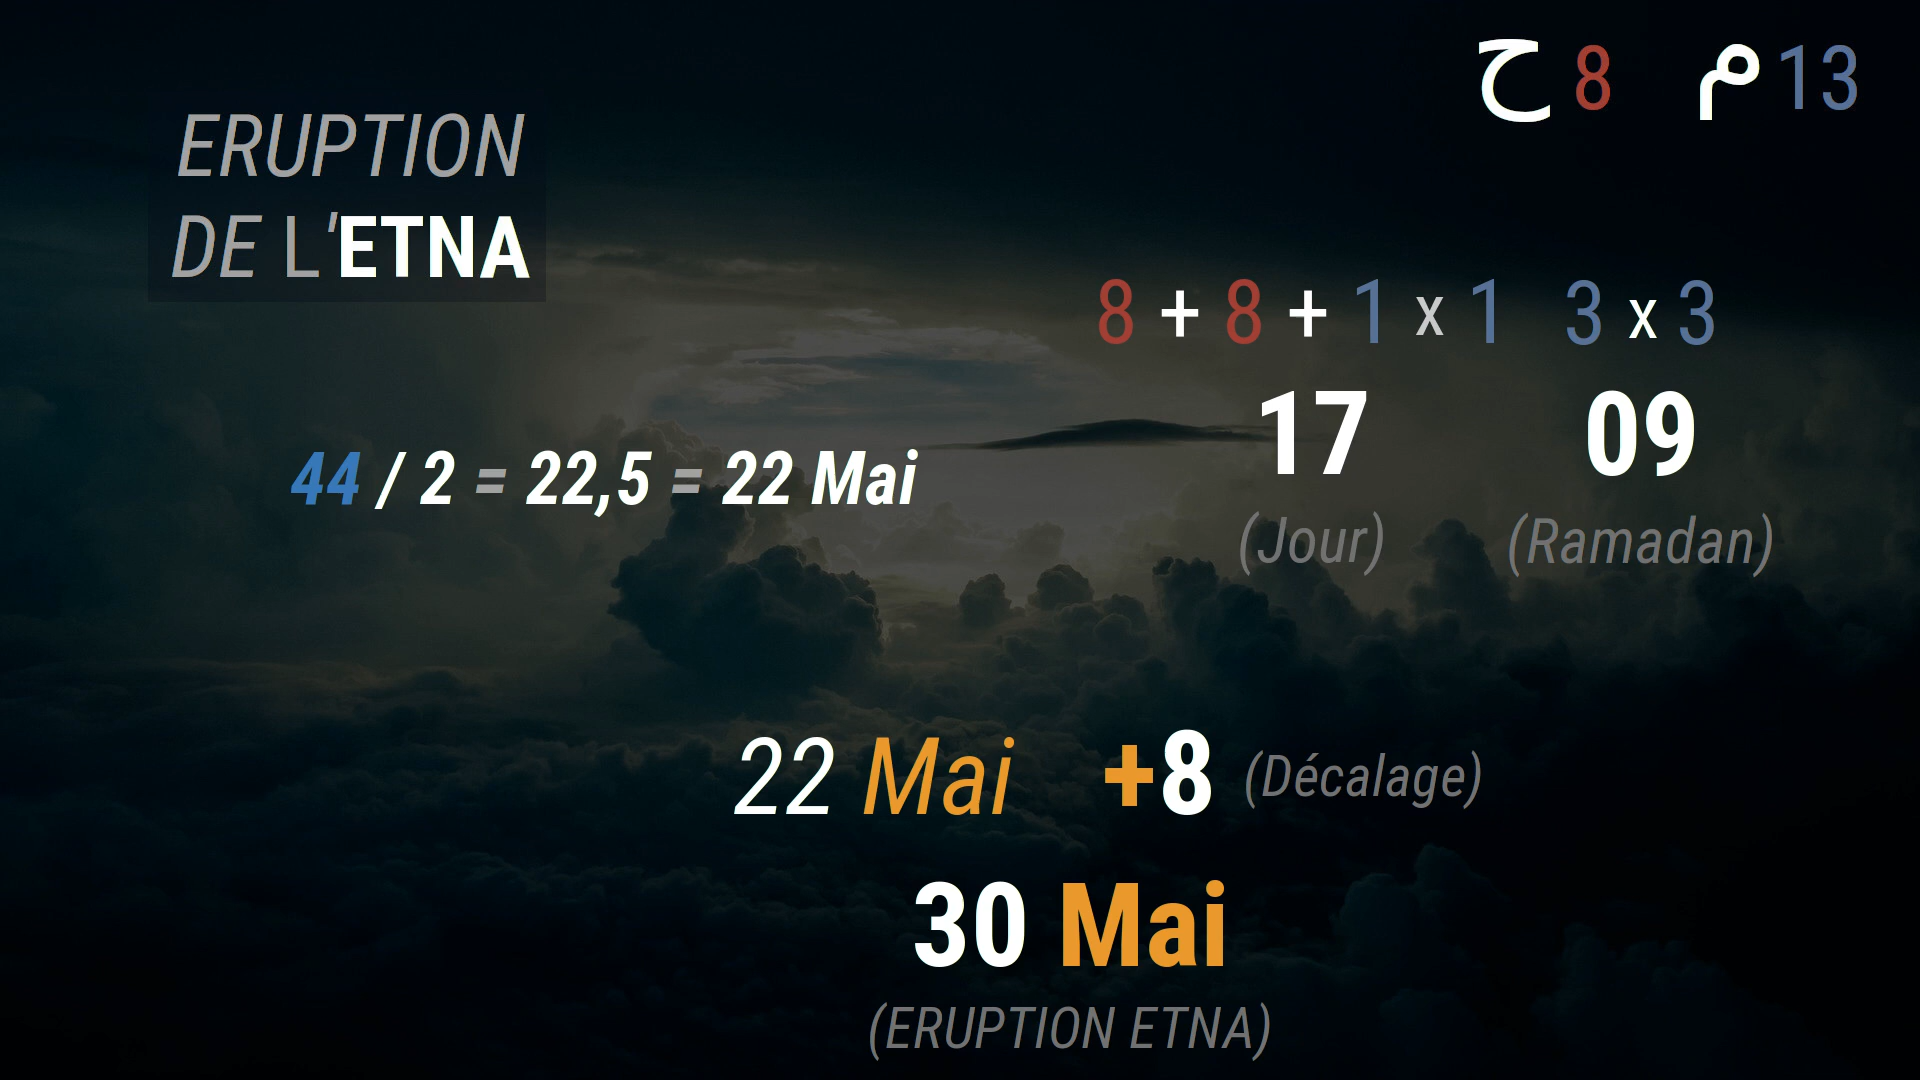 ح 8 م 13
ERUPTION
DE L'ETNA
8 + 8 + 1 x 1 3 x 3
17 09
(Jour) (Ramadan)
44 / 2 = 22,5 = 22 Mai
22 Mai +8 (Décalage)
30 Mai
(ERUPTION ETNA)